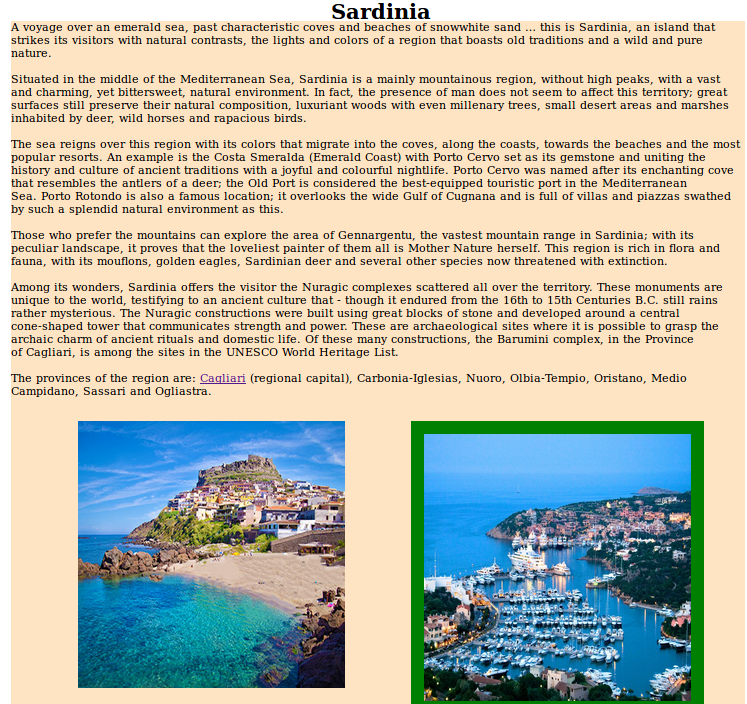 Sardinia
A voyage over an emerald sea, past characteristic coves and beaches of snowwhite sand ... this is Sardinia, an island that
strikes its visitors with natural contrasts, the lights and colors of a region that boasts old traditions and a wild and pure
nature.
Situated in the middle of the Mediterranean Sea, Sardinia is a mainly mountainous region, without high peaks, with a vast
and charming, yet bittersweet, natural environment. In fact, the presence of man does not seem to affect this territory; great
surfaces still preserve their natural composition, luxuriant woods with even millenary trees, small desert areas and marshes
inhabited by deer, wild horses and rapacious birds.
The sea reigns over this region with its colors that migrate into the coves, along the coasts, towards the beaches and the most
popular resorts. An example is the Costa Smeralda (Emerald Coast) with Porto Cervo set as its gemstone and uniting the
history and culture of ancient traditions with a joyful and colourful nightlife. Porto Cervo was named after its enchanting cove
that resembles the antlers of a deer; the Old Port is considered the best-equipped touristic port in the Mediterranean
Sea. Porto Rotondo is also a famous location; it overlooks the wide Gulf of Cugnana and is full of villas and piazzas swathed
by such a splendid natural environment as this.
Those who prefer the mountains can explore the area of Gennargentu, the vastest mountain range in Sardinia; with its
peculiar landscape, it proves that the loveliest painter of them all is Mother Nature herself. This region is rich in flora and
fauna, with its mouflons, golden eagles, Sardinian deer and several other species now threatened with extinction.
Among its wonders, Sardinia offers the visitor the Nuragic complexes scattered all over the territory. These monuments are
unique to the world, testifying to an ancient culture that - though it endured from the 16th to 15th Centuries B.C. still rains
rather mysterious. The Nuragic constructions were built using great blocks of stone and developed around a central
cone-shaped tower that communicates strength and power. These are archaeological sites where it is possible to grasp the
archaic charm of ancient rituals and domestic life. Of these many constructions, the Barumini complex, in the Province
of Cagliari, is among the sites in the UNESCO World Heritage List.
The provinces of the region are: Cagliari (regional capital), Carbonia-Iglesias, Nuoro, Olbia-Tempio, Oristano, Medio
Campidano, Sassari and Ogliastra.